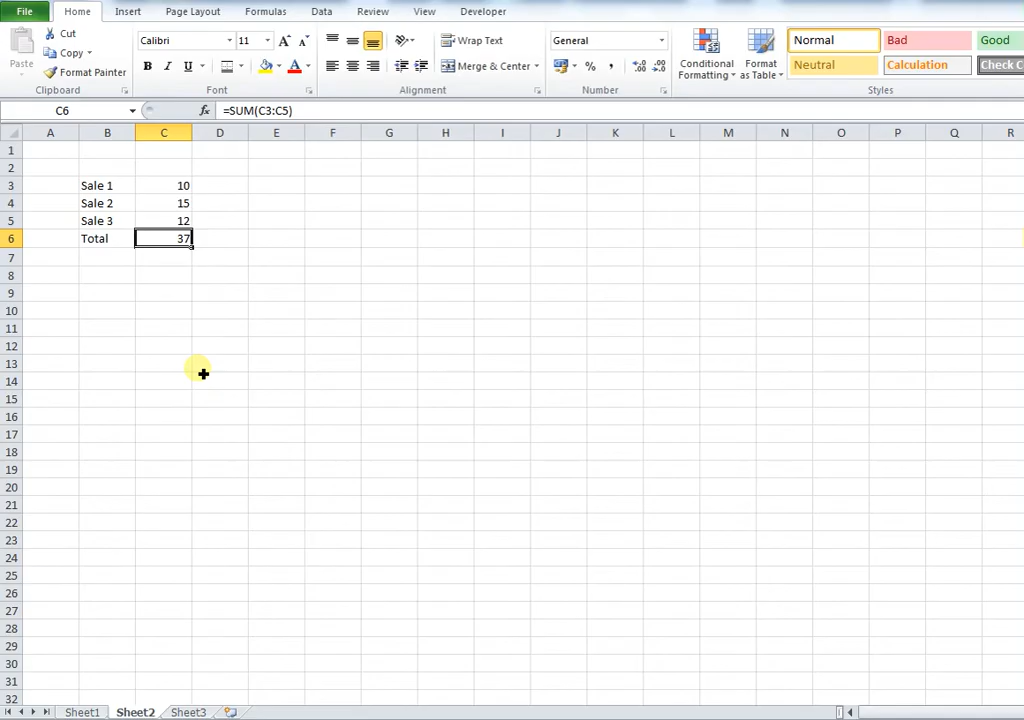 File Home Insert Page Layout Formulas Data Review View Developer
Cut
Copy
Format Painter
Paste
Calibri 11 A A
Wrap Text
General
B I U A
Merge & Center
% ,
Conditional Formatting
Format as Table
Normal Bad Good
Neutral Calculation Check C
Clipboard Font Alignment Number Styles
C6 fx =SUM(C3:C5)
A B C D E F G H I J K L M N O P Q R
1
2
3 Sale 1 10
4 Sale 2 15
5 Sale 3 12
6 Total 37
7
8
9
10
11
12
13
14
15
16
17
18
19
20
21
22
23
24
25
26
27
28
29
30
31
32
Sheet1 Sheet2 Sheet3